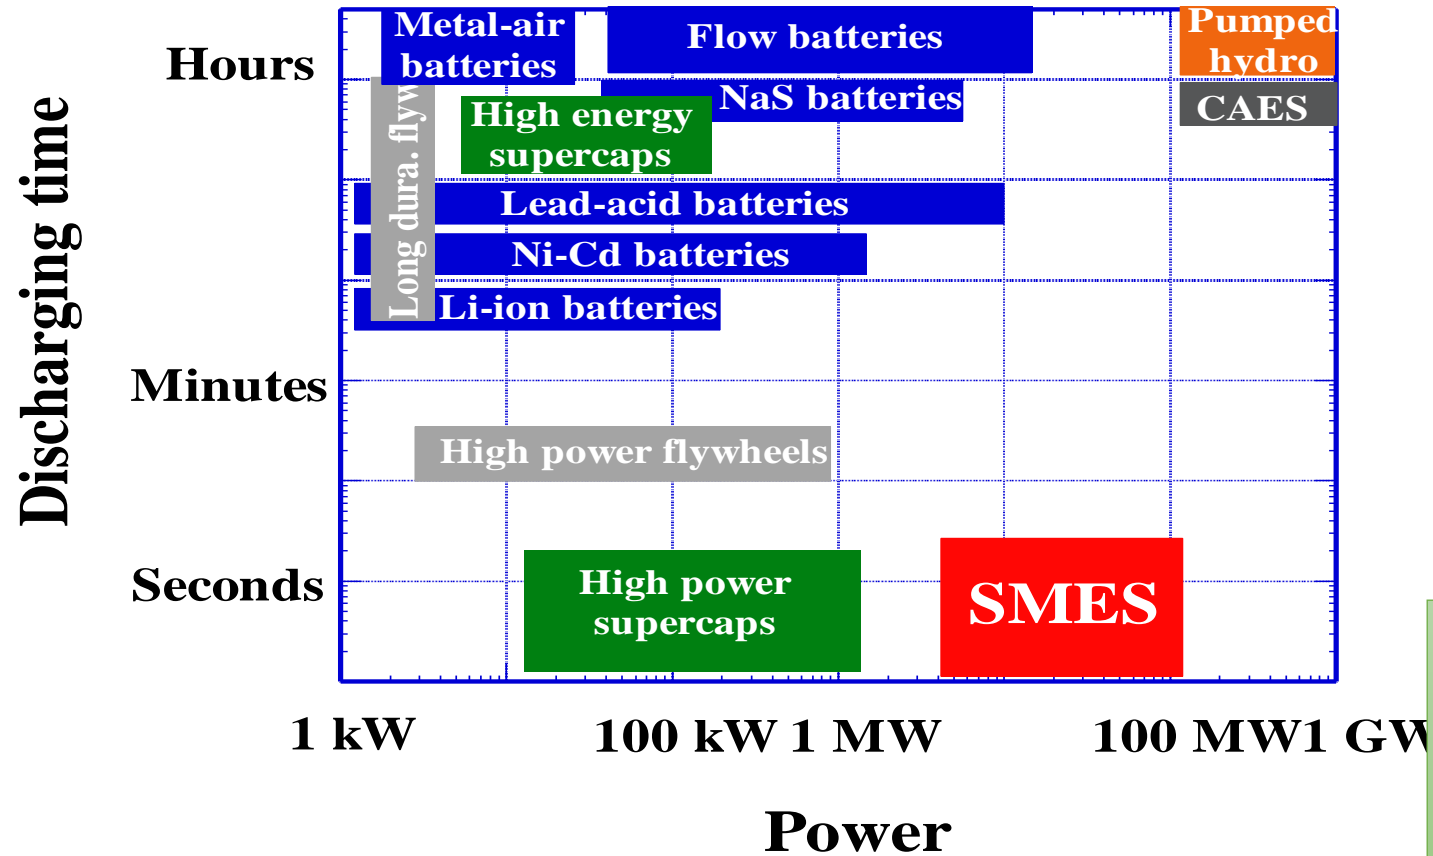 Metal-air
batteries
Flow batteries
Pumped
hydro
Hours
NaS batteries
CAES
High energy
supercaps
Long dura. flyw
Lead-acid batteries
Ni-Cd batteries
Li-ion batteries
Discharging time
Minutes
High power flywheels
Seconds
High power
supercaps
SMES
1 kW
100 kW
1 MW
100 MW
1 GW
Power